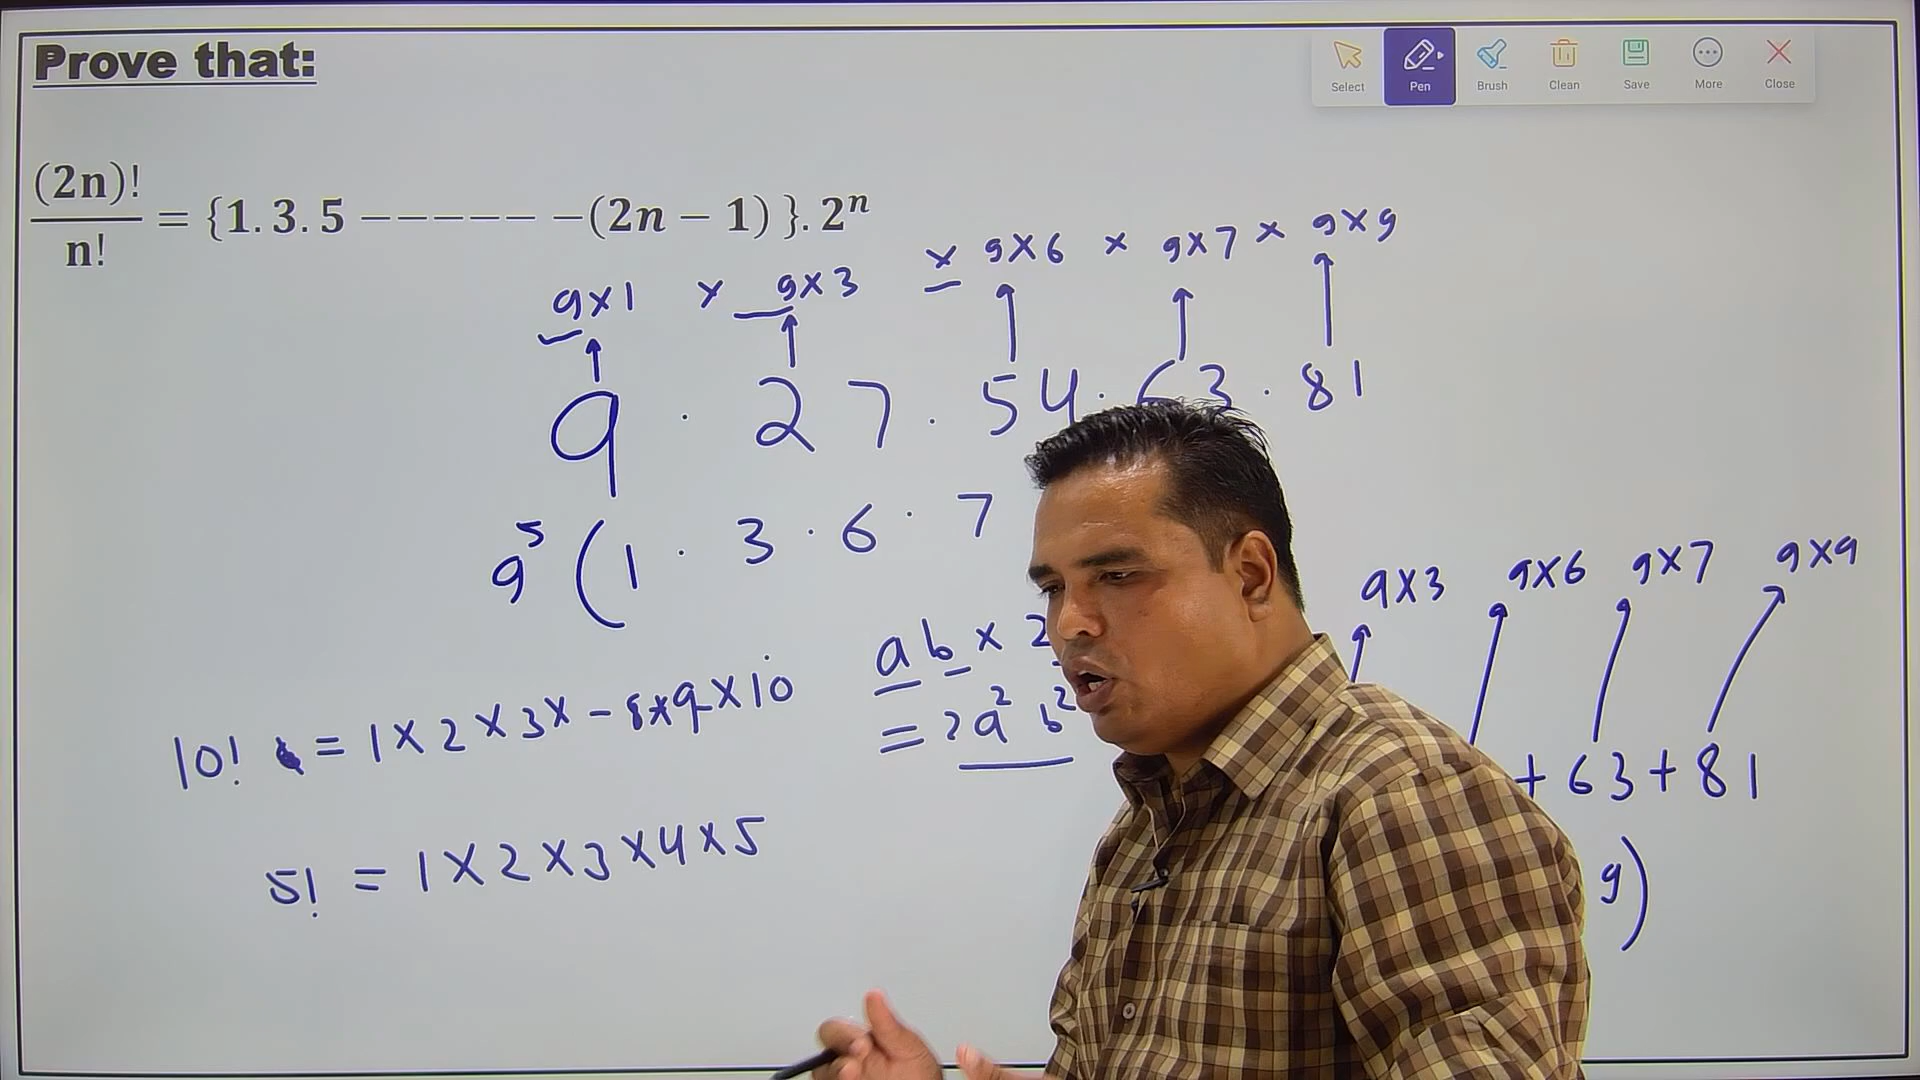 Prove that:
Select Pen Brush Clean Save More Close
(2n)!/n! = {1.3.5 −−−−−− −(2n − 1) }. 2ⁿ
9×1 × 9×3 × 9×6 × 9×7 × 9×9
9 . 27 . 54 . 63 . 81
9⁵ (1 . 3 . 6 . 7
9×3 9×6 9×7 9×9
ab × 2
= 2a² b²
10! = 1×2×3×–8×9×10
+ 63 + 81
5! = 1×2×3×4×5
9)